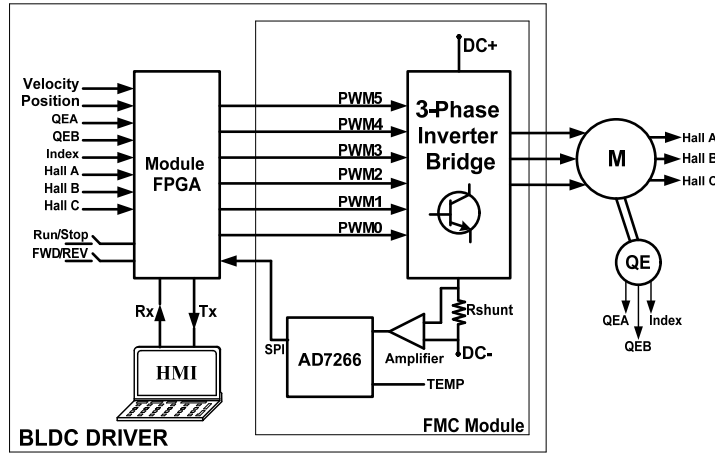 DC+
Velocity
Position
QEA
QEB
Index
Hall A
Hall B
Hall C
Run/Stop
FWD/REV
Module
FPGA
PWM5
PWM4
PWM3
PWM2
PWM1
PWM0
3-Phase
Inverter
Bridge
M
Hall A
Hall B
Hall C
QE
QEA
Index
QEB
Rx
Tx
HMI
SPI
AD7266
Amplifier
Rshunt
DC-
TEMP
FMC Module
BLDC DRIVER